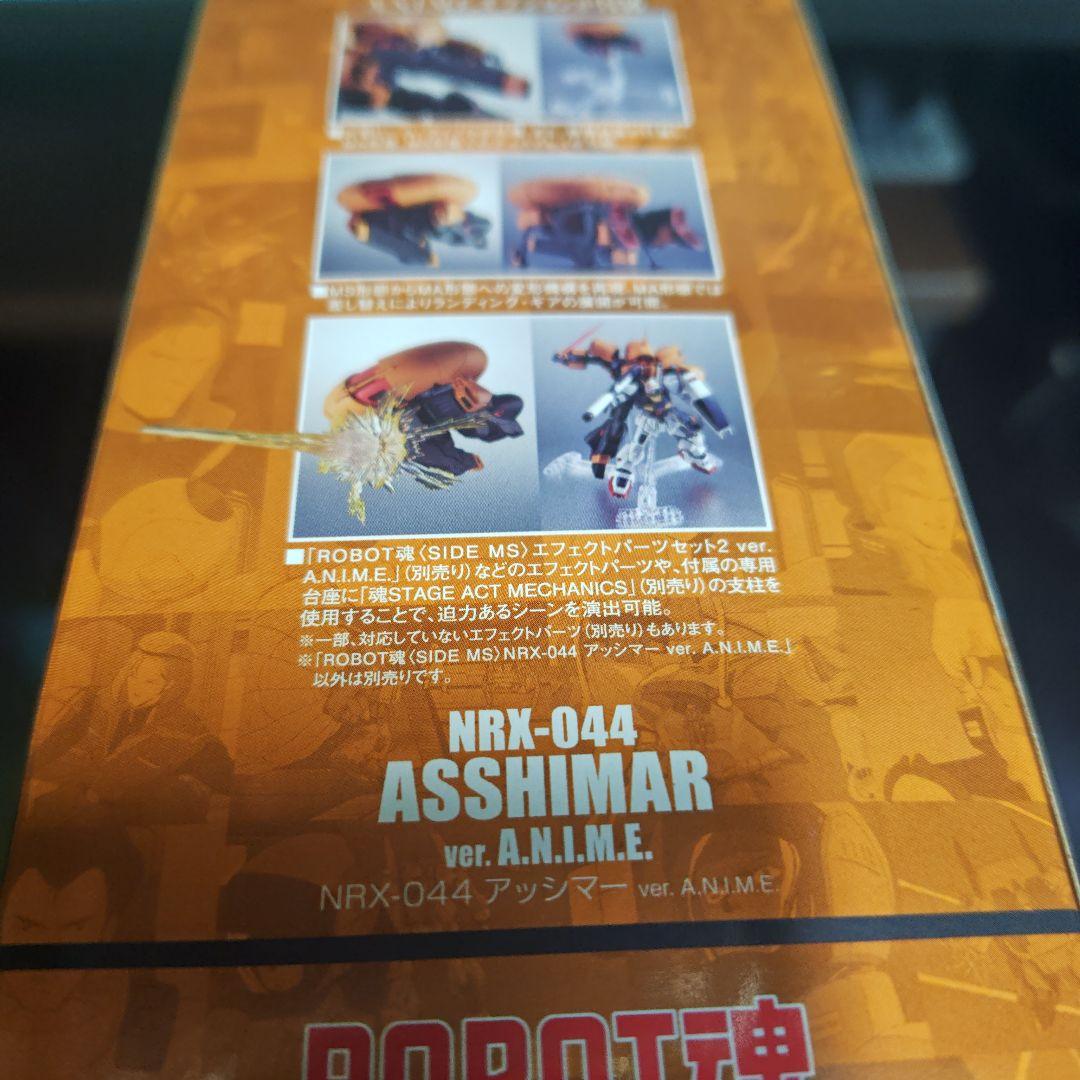 ■MS形態からMA形態への変形機構を再現。MA形態では
差し替えによりランディング・ギアの展開が可能。
■「ROBOT魂〈SIDE MS〉エフェクトパーツセット2 ver.
A.N.I.M.E.」(別売り)などのエフェクトパーツや、付属の専用
台座に「魂STAGE ACT MECHANICS」(別売り)の支柱を
使用することで、迫力あるシーンを演出可能。
※一部、対応していないエフェクトパーツ(別売り)もあります。
※「ROBOT魂〈SIDE MS〉NRX-044 アッシマー ver. A.N.I.M.E.」
以外は別売りです。
NRX-044
ASSHIMAR
ver. A.N.I.M.E.
NRX-044 アッシマー ver. A.N.I.M.E.
ROBOT魂